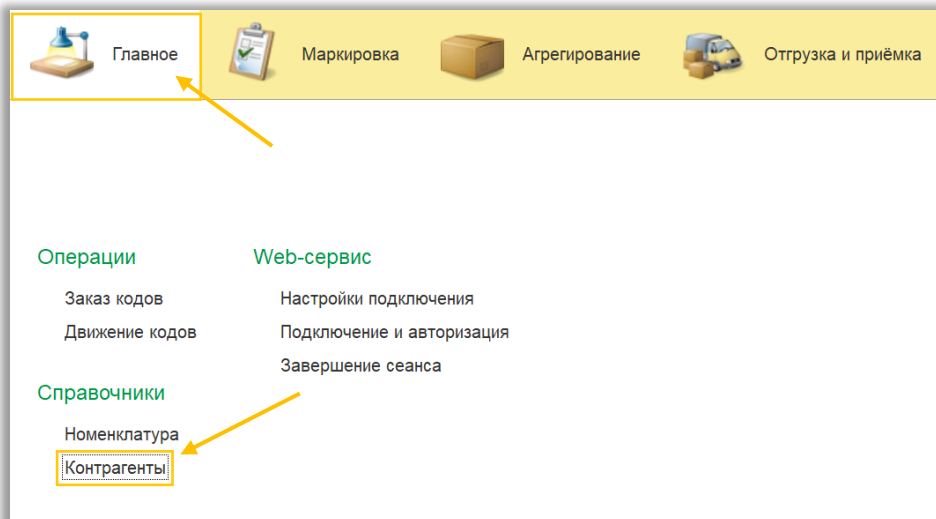 Главное
Маркировка
Агрегирование
Отгрузка и приёмка
Операции
Заказ кодов
Движение кодов
Справочники
Номенклатура
Контрагенты
Web-сервис
Настройки подключения
Подключение и авторизация
Завершение сеанса